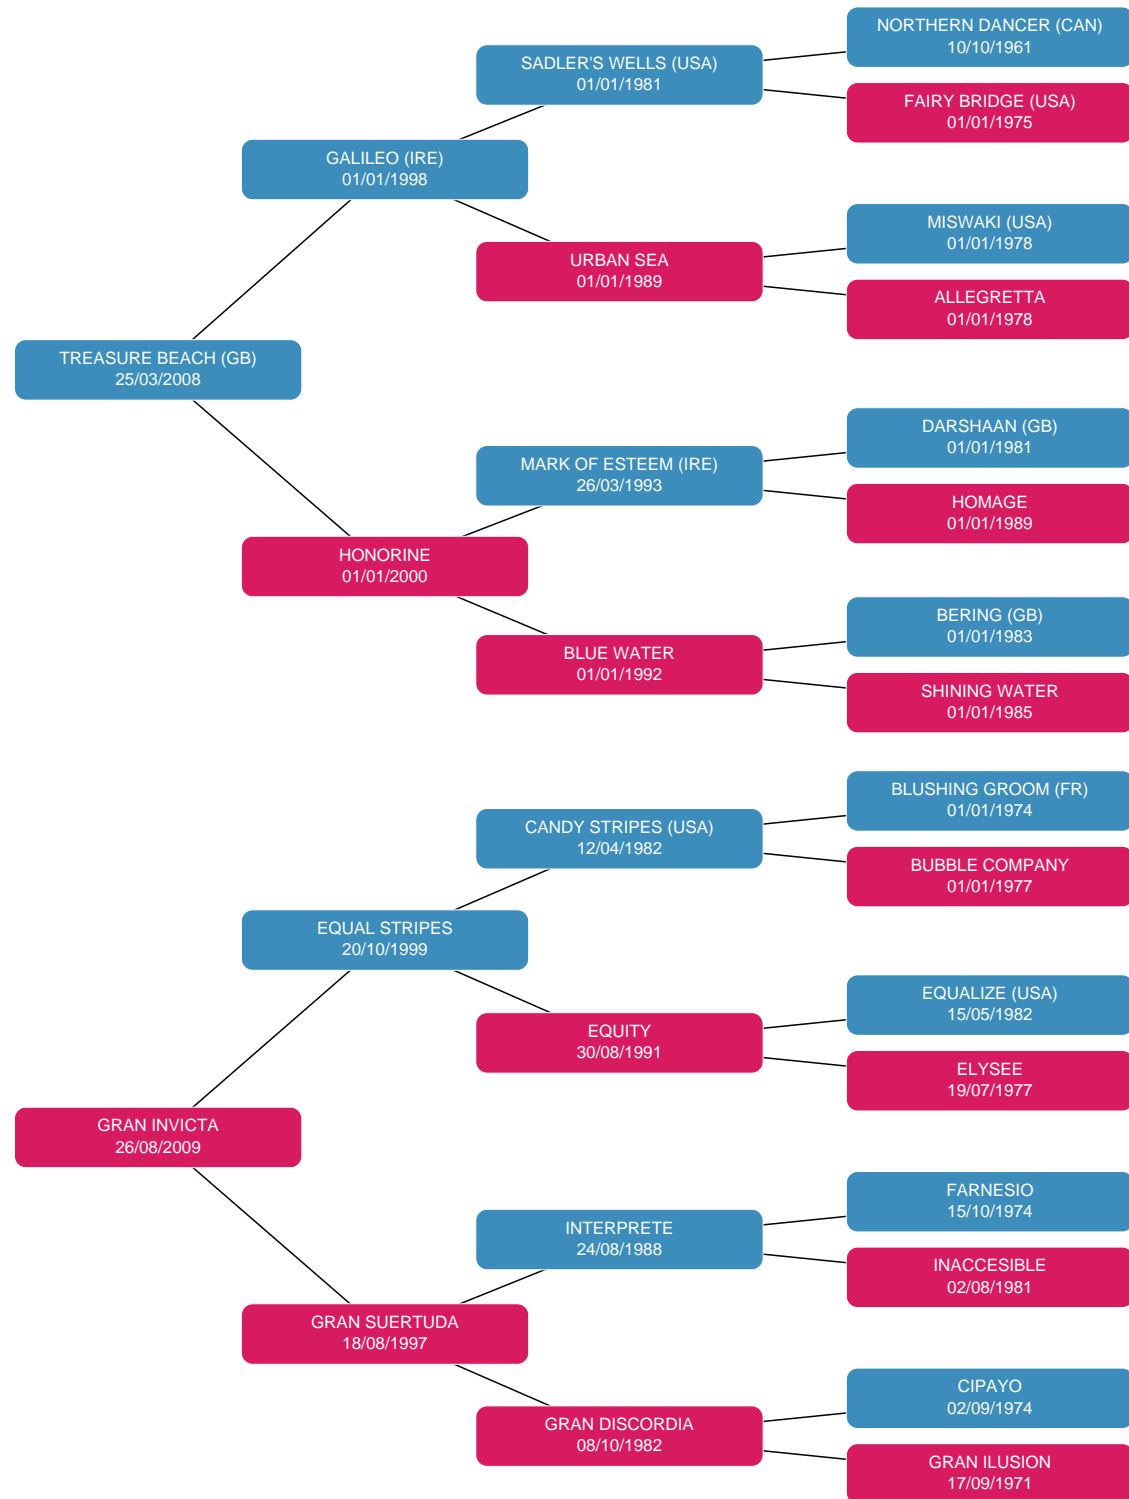 NORTHERN DANCER (CAN)
10/10/1961
SADLER'S WELLS (USA)
01/01/1981
FAIRY BRIDGE (USA)
01/01/1975
GALILEO (IRE)
01/01/1998
MISWAKI (USA)
01/01/1978
URBAN SEA
01/01/1989
ALLEGRETTA
01/01/1978
TREASURE BEACH (GB)
25/03/2008
DARSHAAN (GB)
01/01/1981
MARK OF ESTEEM (IRE)
26/03/1993
HOMAGE
01/01/1989
HONORINE
01/01/2000
BERING (GB)
01/01/1983
BLUE WATER
01/01/1992
SHINING WATER
01/01/1985
BLUSHING GROOM (FR)
01/01/1974
CANDY STRIPES (USA)
12/04/1982
BUBBLE COMPANY
01/01/1977
EQUAL STRIPES
20/10/1999
EQUALIZE (USA)
15/05/1982
EQUITY
30/08/1991
ELYSEE
19/07/1977
GRAN INVICTA
26/08/2009
FARNESIO
15/10/1974
INTERPRETE
24/08/1988
INACCESIBLE
02/08/1981
GRAN SUERTUDA
18/08/1997
CIPAYO
02/09/1974
GRAN DISCORDIA
08/10/1982
GRAN ILUSION
17/09/1971